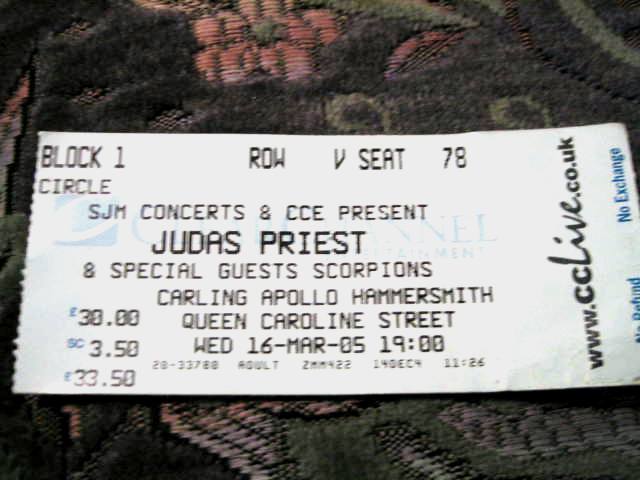 BLOCK 1 ROW V SEAT 78
CIRCLE
SJM CONCERTS & CCE PRESENT
JUDAS PRIEST
& SPECIAL GUESTS SCORPIONS
CARLING APOLLO HAMMERSMITH
£30.00 QUEEN CAROLINE STREET
SC 3.50 WED 16-MAR-05 19:00
20-33780 ADULT ZMM422 14DEC4 11:26
£33.50
www.ccLive.co.uk
No Exchange